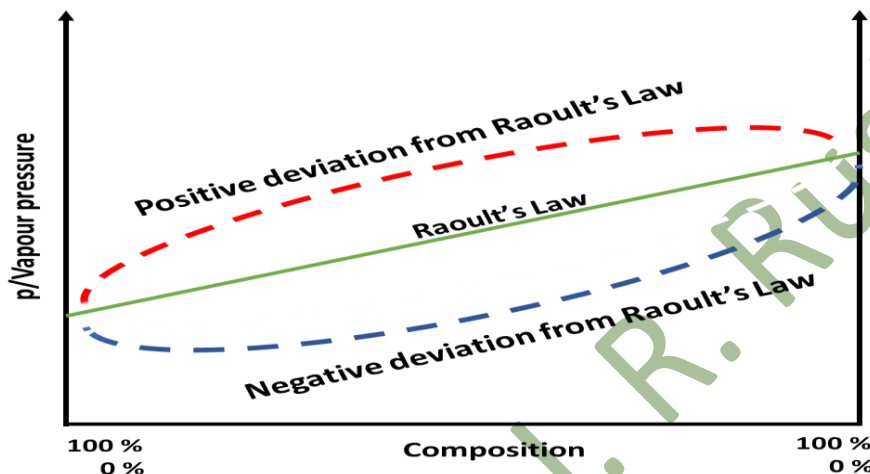 p/Vapour pressure
Positive deviation from Raoult's Law
Raoult's Law
Negative deviation from Raoult's Law
100 %
0 %
Composition
100 %
0 %